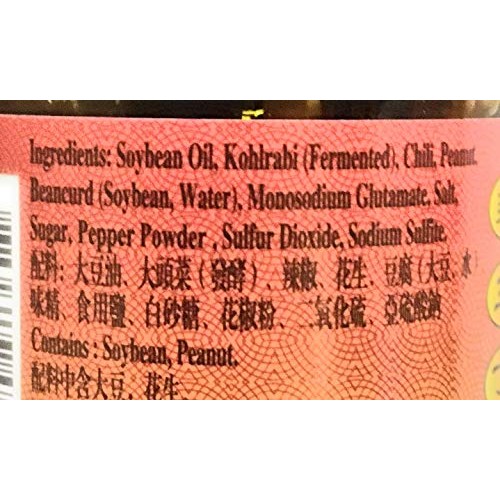 Ingredients: Soybean Oil, Kohlrabi (Fermented), Chili, Peanut,
Beancurd (Soybean, Water), Monosodium Glutamate, Salt,
Sugar, Pepper Powder , Sulfur Dioxide, Sodium Sulfite,
配料: 大豆油、大頭菜 ( 發酵 ) 、辣椒、花生、豆腐 ( 大豆、水 )
味精、食用鹽、白砂糖、花椒粉、二氧化硫、亞硫酸鈉
Contains : Soybean, Peanut.
配料中含大豆、花生。